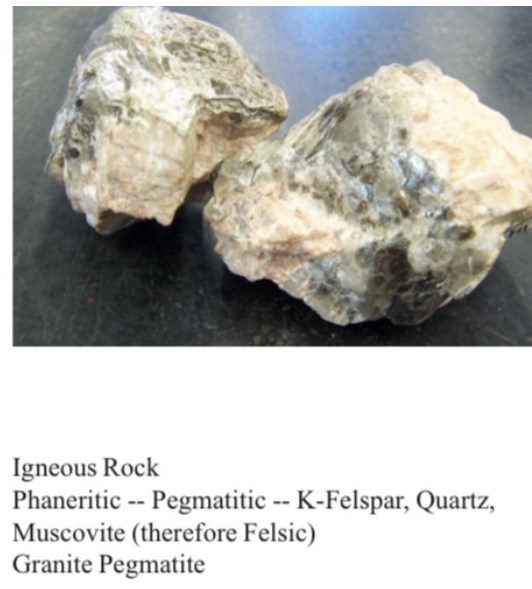 Igneous Rock
Phaneritic -- Pegmatitic -- K-Felspar, Quartz,
Muscovite (therefore Felsic)
Granite Pegmatite